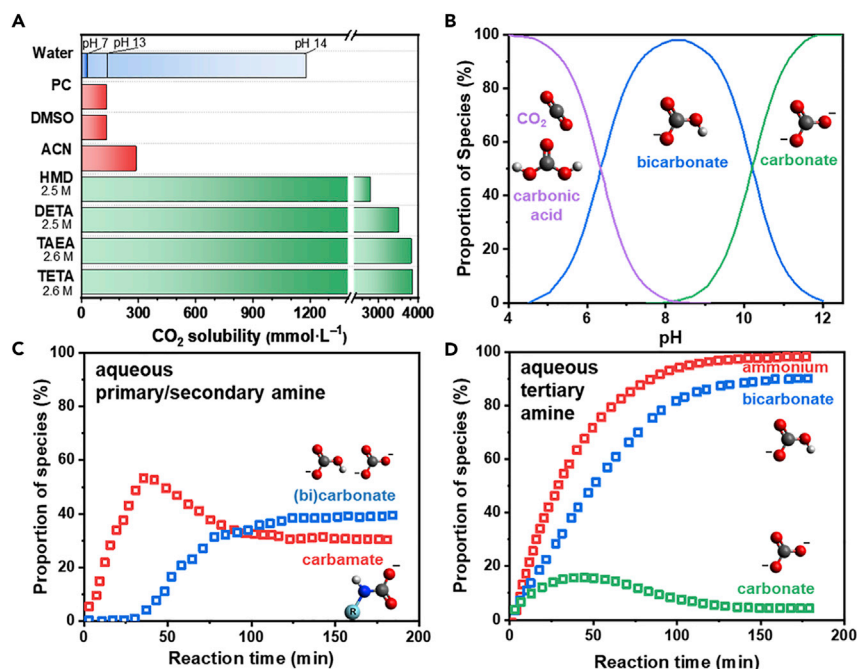 A
pH 7
pH 13
pH 14
Water
PC
DMSO
ACN
HMD
2.5 M
DETA
2.5 M
TAEA
2.6 M
TETA
2.6 M
0 300 600 900 1200 3000 4000
CO₂ solubility (mmol·L⁻¹)
B
Proportion of Species (%)
100
80
60
40
20
0
CO₂
carbonic
acid
bicarbonate
carbonate
−
−
−
4 6 8 10 12
pH
C
Proportion of species (%)
100
80
60
40
20
0
aqueous
primary/secondary amine
−
−
−
(bi)carbonate
carbamate
−
R
0 50 100 150 200
Reaction time (min)
D
Proportion of species (%)
100
80
60
40
20
0
aqueous
tertiary
amine
ammonium
bicarbonate
−
−
−
carbonate
0 50 100 150 200
Reaction time (min)